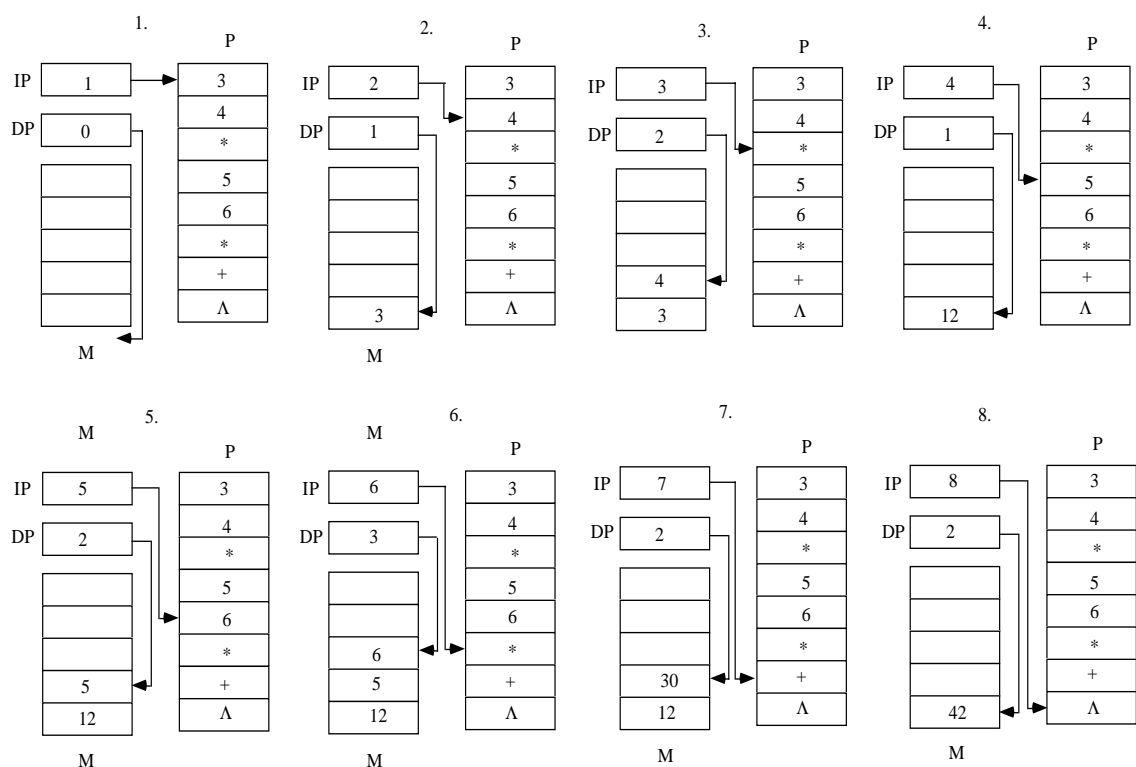 1.
P
IP 1 3
4
DP 0
*
5
6
*
+
Λ
M
2.
P
IP 2 3
4
DP 1
*
5
6
*
+
3 Λ
M
3.
P
IP 3 3
4
DP 2
*
5
6
*
4 +
3 Λ
4.
P
IP 4 3
4
DP 1
*
5
6
*
+
12 Λ
5.
M
IP 5 3
4
DP 2
*
5
6
*
5 +
12 Λ
M
6.
M
P
IP 6 3
4
DP 3
*
5
6
6 *
5 +
12 Λ
M
7.
P
IP 7 3
4
DP 2
*
5
6
*
30 +
12 Λ
M
8.
P
IP 8 3
4
DP 2
*
5
6
*
+
42 Λ
M